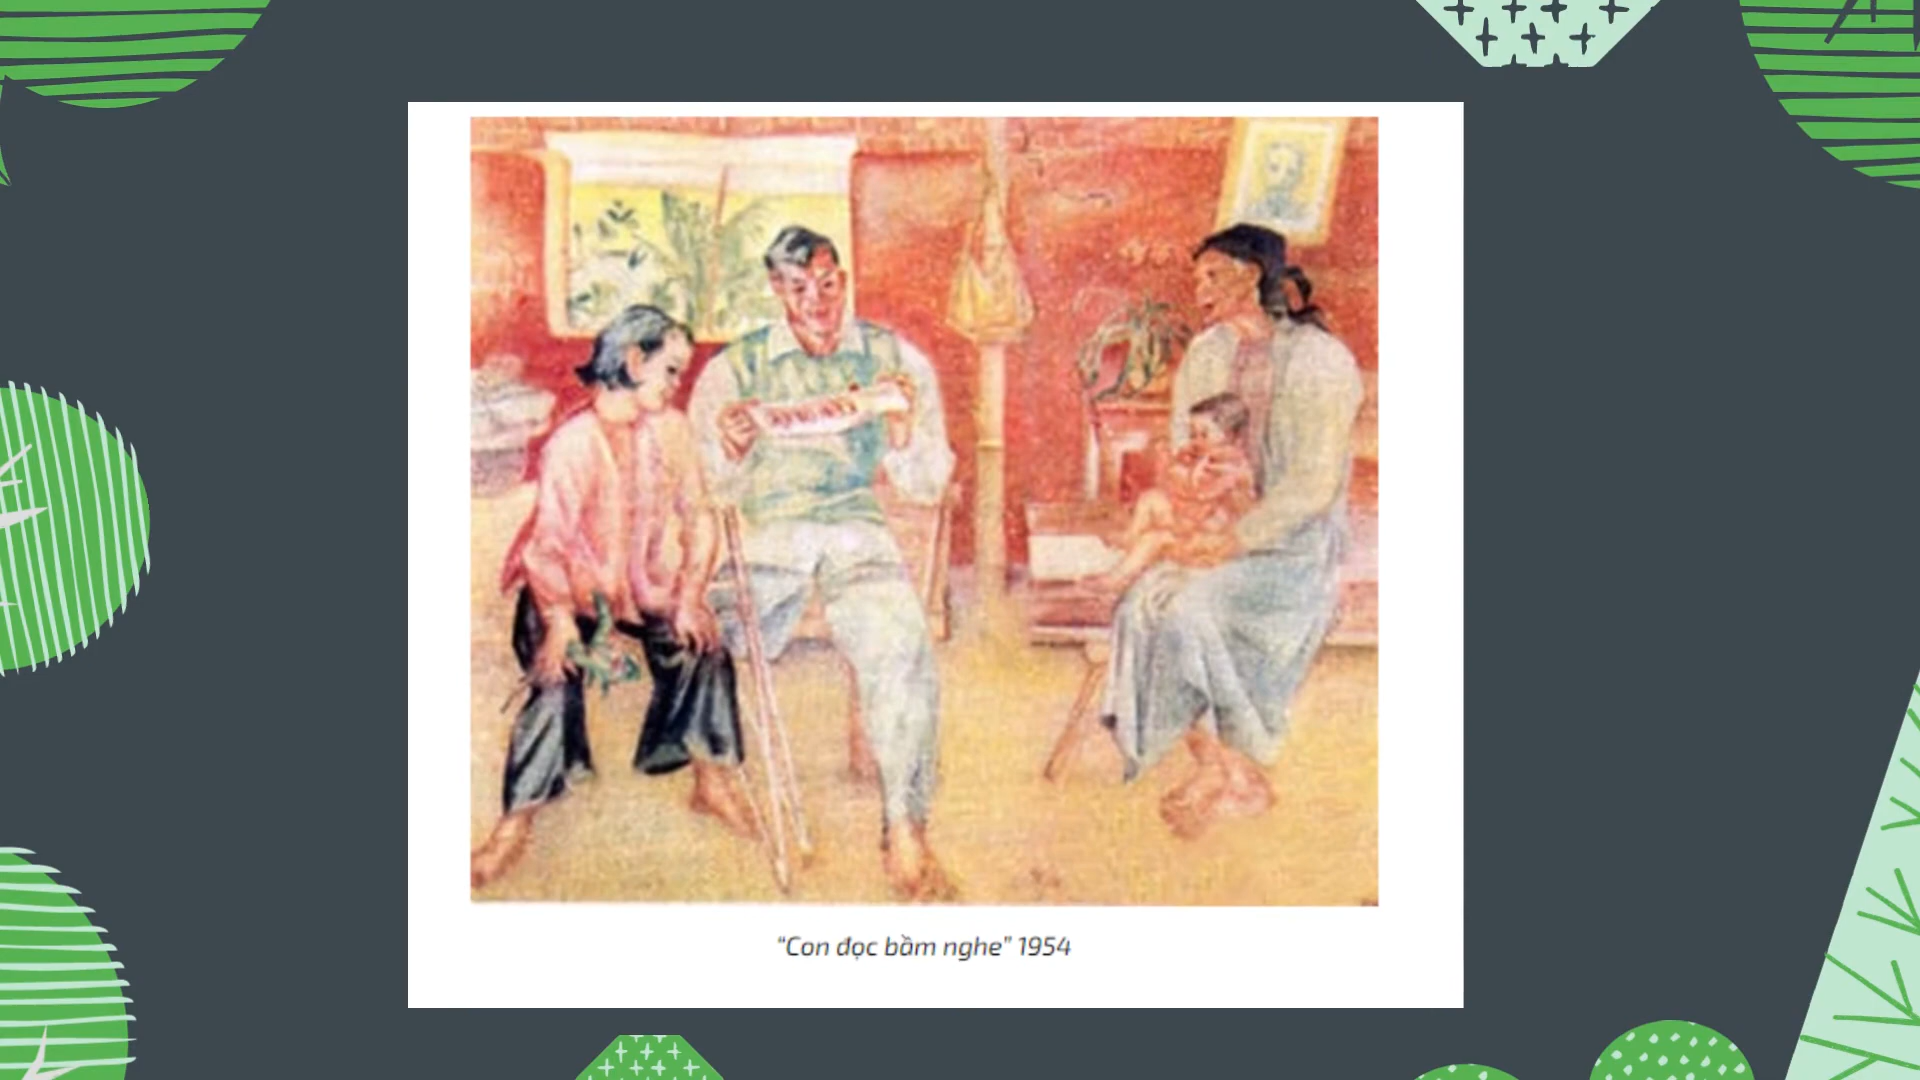 “Con đọc bầm nghe” 1954